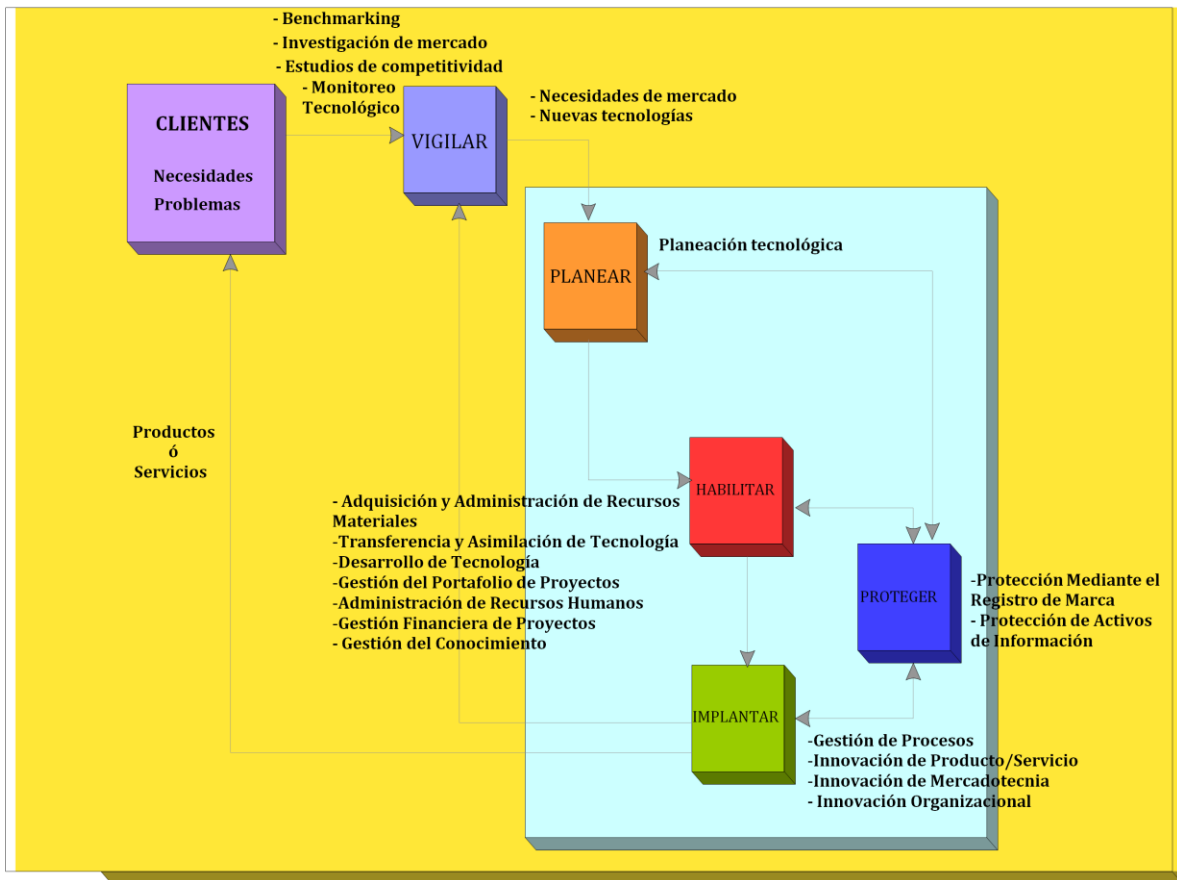 - Benchmarking
- Investigación de mercado
- Estudios de competitividad
- Monitoreo
Tecnológico
CLIENTES
Necesidades
Problemas
VIGILAR
- Necesidades de mercado
- Nuevas tecnologías
PLANEAR
Planeación tecnológica
Productos
ó
Servicios
HABILITAR
- Adquisición y Administración de Recursos
Materiales
-Transferencia y Asimilación de Tecnología
-Desarrollo de Tecnología
-Gestión del Portafolio de Proyectos
-Administración de Recursos Humanos
-Gestión Financiera de Proyectos
- Gestión del Conocimiento
PROTEGER
-Protección Mediante el
Registro de Marca
- Protección de Activos
de Información
IMPLANTAR
-Gestión de Procesos
-Innovación de Producto/Servicio
-Innovación de Mercadotecnia
- Innovación Organizacional